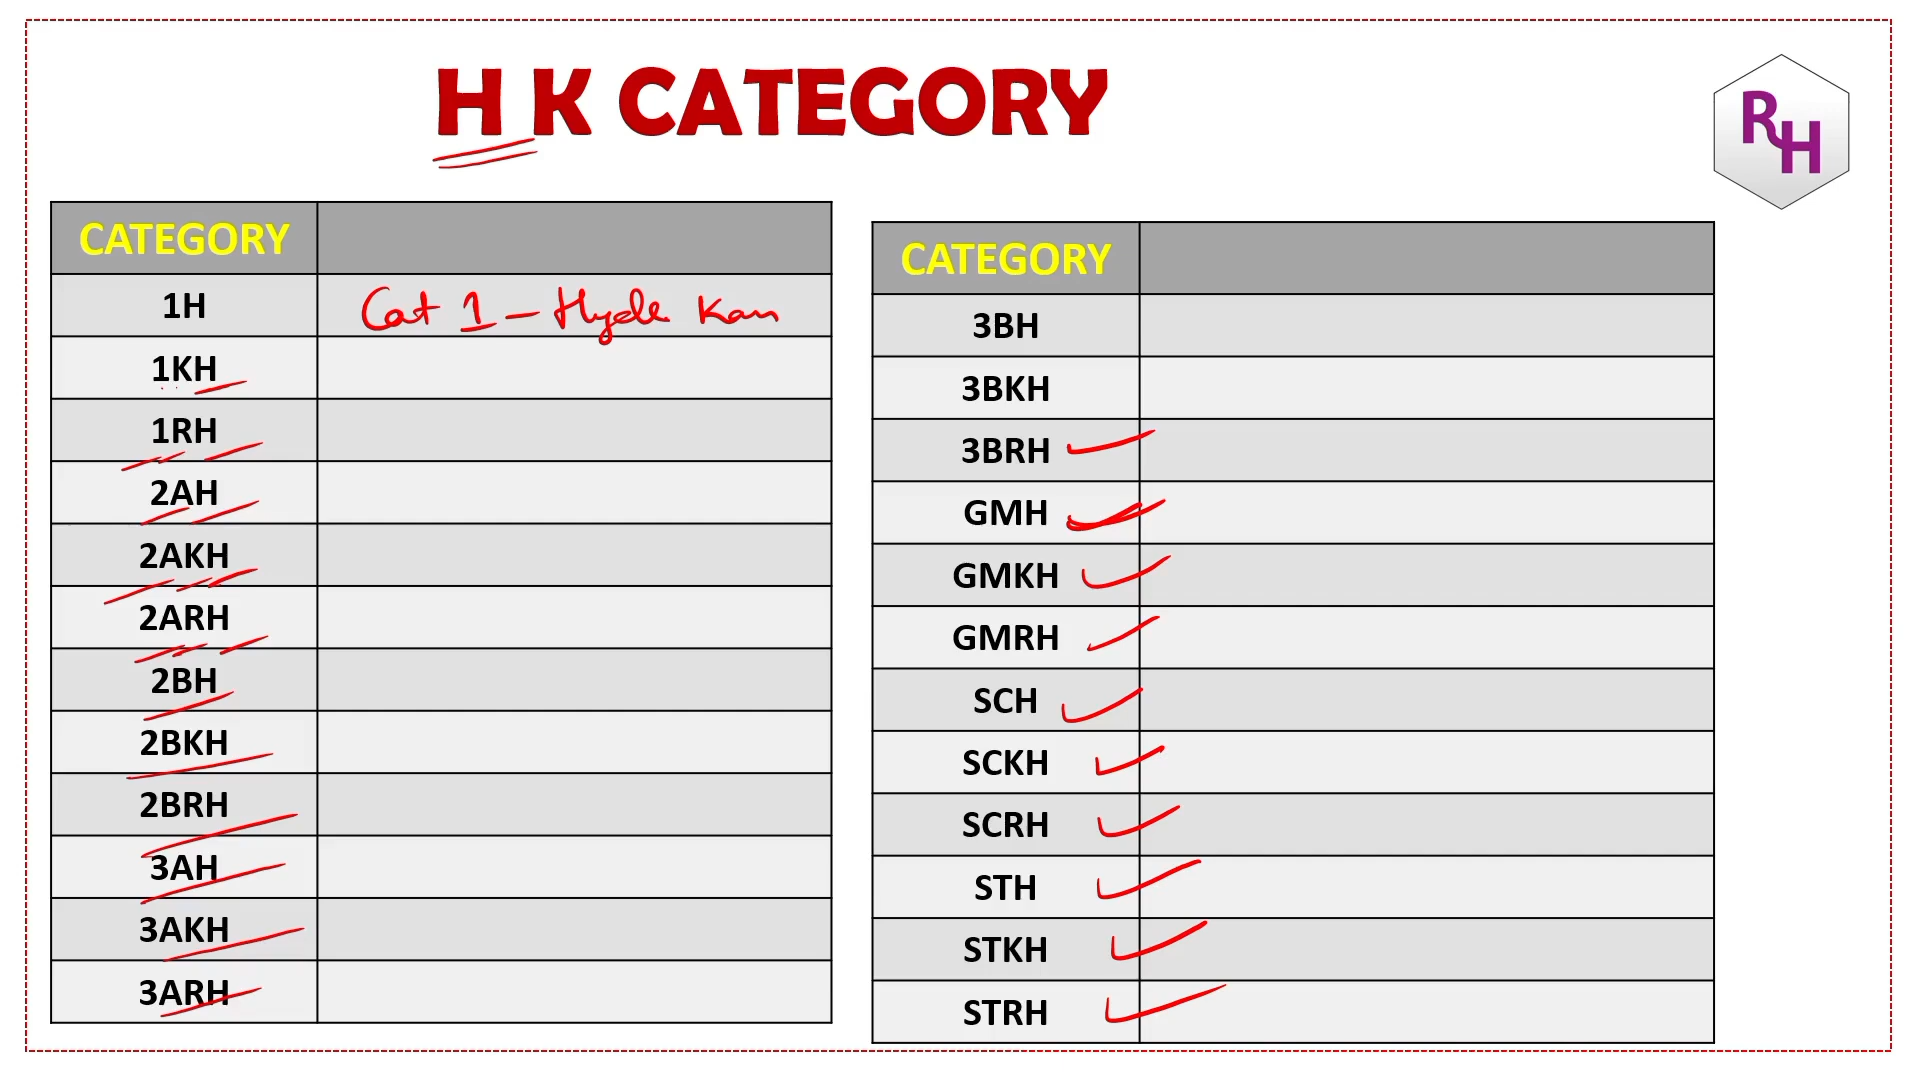 H K CATEGORY
RH
CATEGORY
1H Cat 1 - Hyde Kan
1KH
1RH
2AH
2AKH
2ARH
2BH
2BKH
2BRH
3AH
3AKH
3ARH
CATEGORY
3BH
3BKH
3BRH
GMH
GMKH
GMRH
SCH
SCKH
SCRH
STH
STKH
STRH